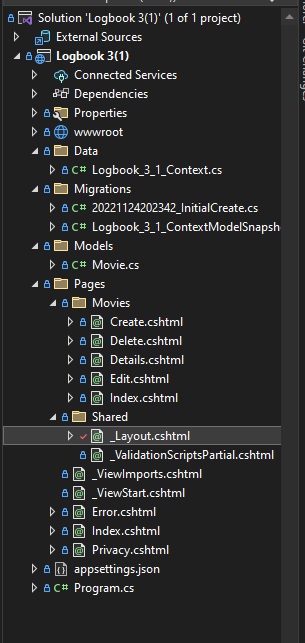 Solution 'Logbook 3(1)' (1 of 1 project)
External Sources
Logbook 3(1)
Connected Services
Dependencies
Properties
wwwroot
Data
C# Logbook_3_1_Context.cs
Migrations
C# 20221124202342_InitialCreate.cs
C# Logbook_3_1_ContextModelSnapsh
Models
C# Movie.cs
Pages
Movies
Create.cshtml
Delete.cshtml
Details.cshtml
Edit.cshtml
Index.cshtml
Shared
_Layout.cshtml
_ValidationScriptsPartial.cshtml
_ViewImports.cshtml
_ViewStart.cshtml
Error.cshtml
Index.cshtml
Privacy.cshtml
appsettings.json
C# Program.cs